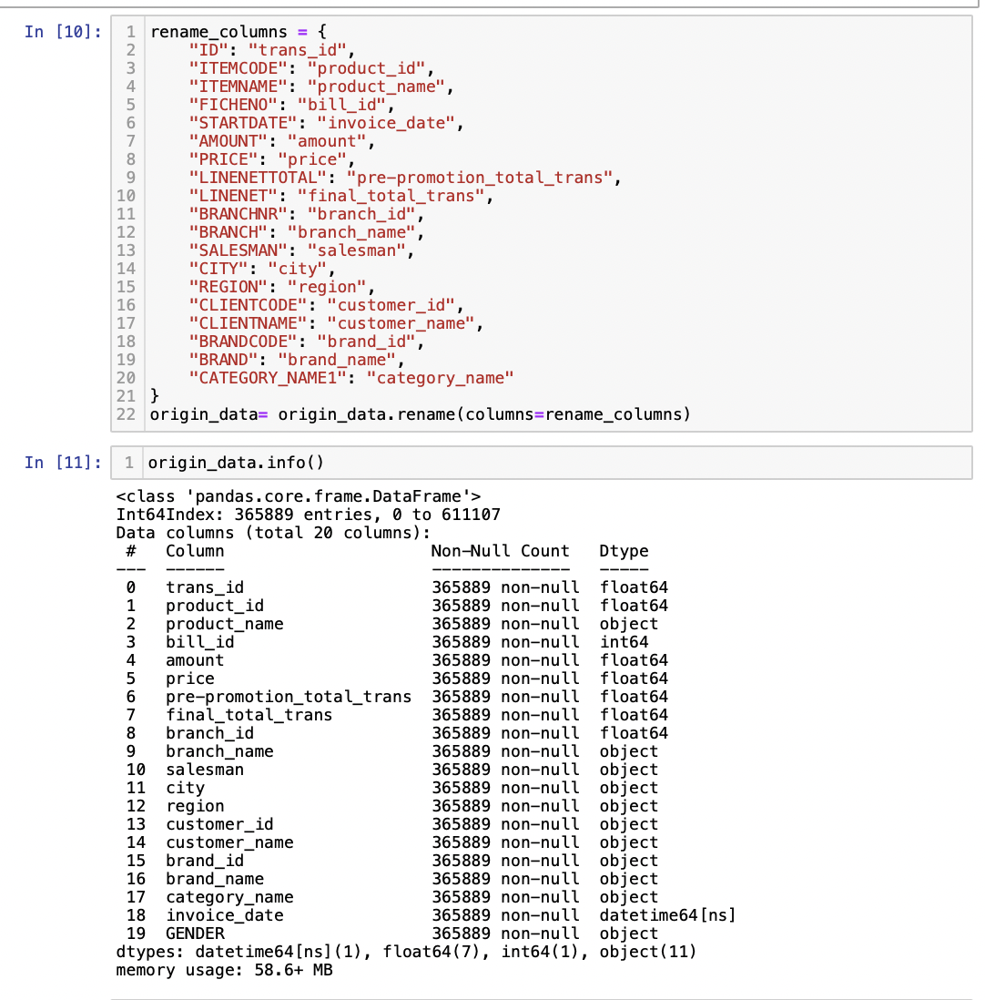 In [10]:
1 rename_columns = {
2     "ID": "trans_id",
3     "ITEMCODE": "product_id",
4     "ITEMNAME": "product_name",
5     "FICHENO": "bill_id",
6     "STARTDATE": "invoice_date",
7     "AMOUNT": "amount",
8     "PRICE": "price",
9     "LINENETTOTAL": "pre-promotion_total_trans",
10     "LINENET": "final_total_trans",
11     "BRANCHNR": "branch_id",
12     "BRANCH": "branch_name",
13     "SALESMAN": "salesman",
14     "CITY": "city",
15     "REGION": "region",
16     "CLIENTCODE": "customer_id",
17     "CLIENTNAME": "customer_name",
18     "BRANDCODE": "brand_id",
19     "BRAND": "brand_name",
20     "CATEGORY_NAME1": "category_name"
21 }
22 origin_data= origin_data.rename(columns=rename_columns)
In [11]:
1 origin_data.info()
<class 'pandas.core.frame.DataFrame'>
Int64Index: 365889 entries, 0 to 611107
Data columns (total 20 columns):
 #   Column                     Non-Null Count   Dtype
---  ------                     --------------   -----
 0   trans_id                   365889 non-null  float64
 1   product_id                 365889 non-null  float64
 2   product_name               365889 non-null  object
 3   bill_id                    365889 non-null  int64
 4   amount                     365889 non-null  float64
 5   price                      365889 non-null  float64
 6   pre-promotion_total_trans  365889 non-null  float64
 7   final_total_trans          365889 non-null  float64
 8   branch_id                  365889 non-null  float64
 9   branch_name                365889 non-null  object
 10  salesman                   365889 non-null  object
 11  city                       365889 non-null  object
 12  region                     365889 non-null  object
 13  customer_id                365889 non-null  object
 14  customer_name              365889 non-null  object
 15  brand_id                   365889 non-null  object
 16  brand_name                 365889 non-null  object
 17  category_name              365889 non-null  object
 18  invoice_date               365889 non-null  datetime64[ns]
 19  GENDER                     365889 non-null  object
dtypes: datetime64[ns](1), float64(7), int64(1), object(11)
memory usage: 58.6+ MB